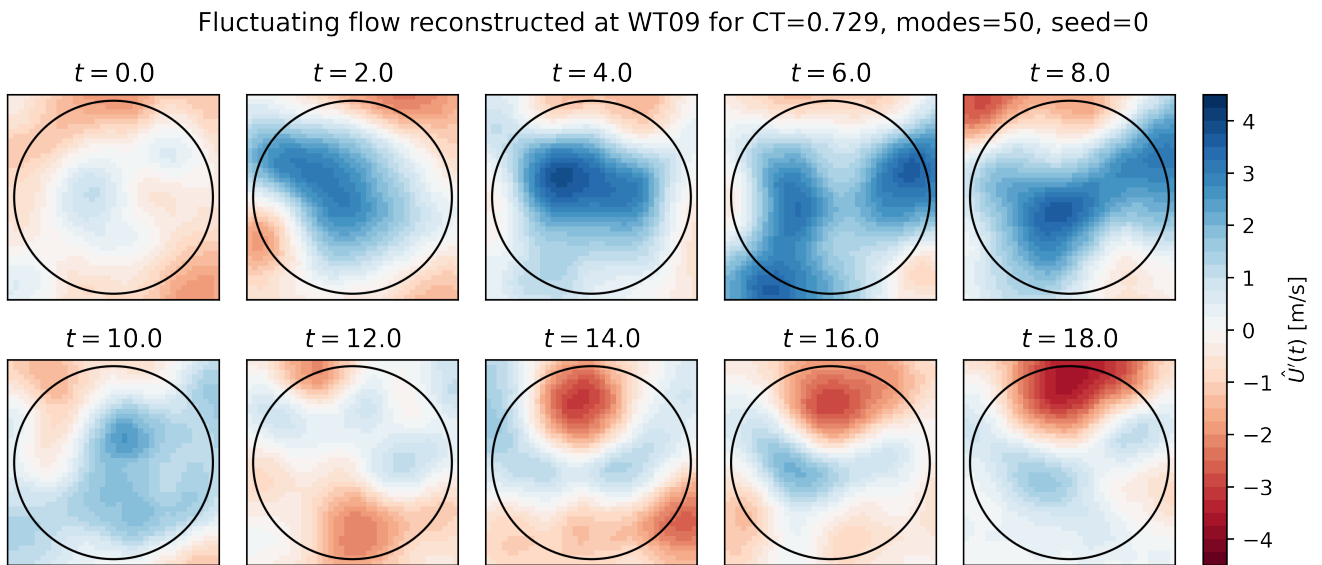 Fluctuating flow reconstructed at WT09 for CT=0.729, modes=50, seed=0
t = 0.0
t = 2.0
t = 4.0
t = 6.0
t = 8.0
t = 10.0
t = 12.0
t = 14.0
t = 16.0
t = 18.0
4
3
2
1
0
−1
−2
−3
−4
Û′(t) [m/s]